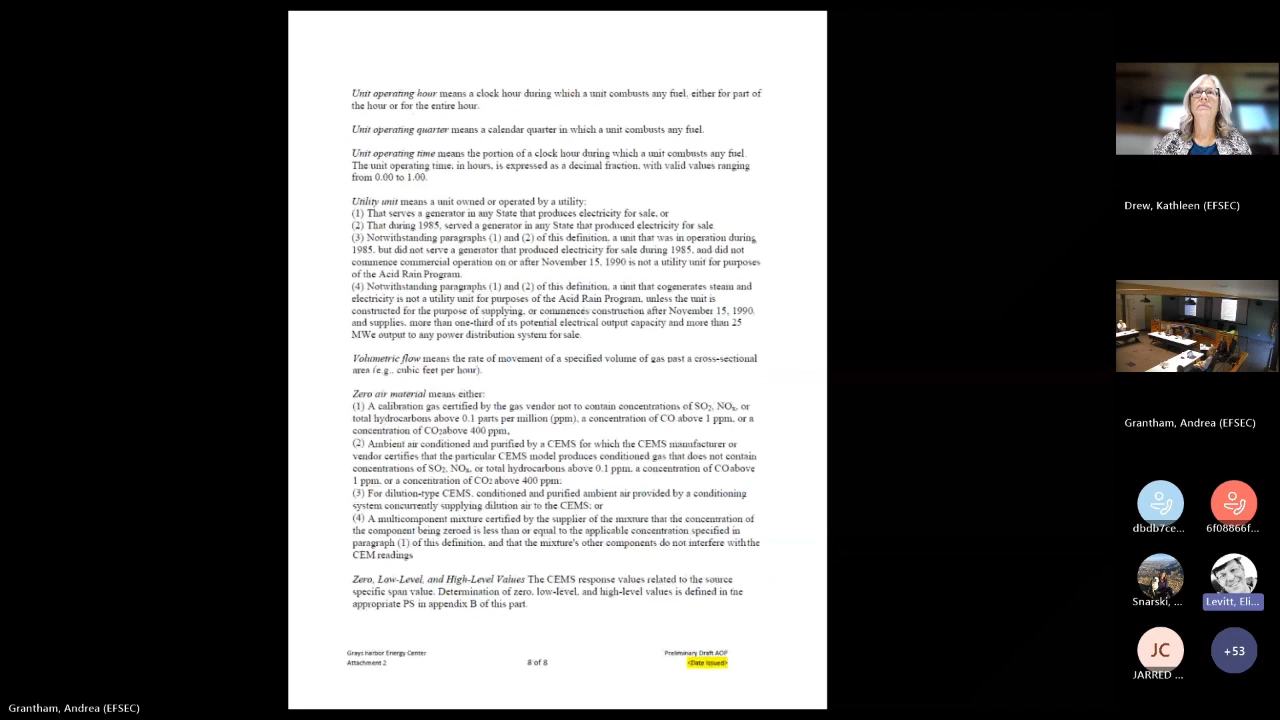 Unit operating hour means a clock hour during which a unit combusts any fuel, either for part of
the hour or for the entire hour.
Unit operating quarter means a calendar quarter in which a unit combusts any fuel.
Unit operating time means the portion of a clock hour during which a unit combusts any fuel.
The unit operating time, in hours, is expressed as a decimal fraction, with valid values ranging
from 0.00 to 1.00.
Utility unit means a unit owned or operated by a utility:
(1) That serves a generator in any State that produces electricity for sale, or
(2) That during 1985, served a generator in any State that produced electricity for sale
(3) Notwithstanding paragraphs (1) and (2) of this definition, a unit that was in operation during
1985, but did not serve a generator that produced electricity for sale during 1985, and did not
commence commercial operation on or after November 15, 1990 is not a utility unit for purposes
of the Acid Rain Program.
(4) Notwithstanding paragraphs (1) and (2) of this definition, a unit that cogenerates steam and
electricity is not a utility unit for purposes of the Acid Rain Program, unless the unit is
constructed for the purpose of supplying, or commences construction after November 15, 1990,
and supplies, more than one-third of its potential electrical output capacity and more than 25
MWe output to any power distribution system for sale.
Volumetric flow means the rate of movement of a specified volume of gas past a cross-sectional
area (e.g., cubic feet per hour).
Zero air material means either:
(1) A calibration gas certified by the gas vendor not to contain concentrations of SO2, NOx, or
total hydrocarbons above 0.1 parts per million (ppm), a concentration of CO above 1 ppm, or a
concentration of CO2above 400 ppm,
(2) Ambient air conditioned and purified by a CEMS for which the CEMS manufacturer or
vendor certifies that the particular CEMS model produces conditioned gas that does not contain
concentrations of SO2, NOx, or total hydrocarbons above 0.1 ppm, a concentration of COabove
1 ppm, or a concentration of CO2 above 400 ppm;
(3) For dilution-type CEMS, conditioned and purified ambient air provided by a conditioning
system concurrently supplying dilution air to the CEMS; or
(4) A multicomponent mixture certified by the supplier of the mixture that the concentration of
the component being zeroed is less than or equal to the applicable concentration specified in
paragraph (1) of this definition, and that the mixture's other components do not interfere withthe
CEM readings
Zero, Low-Level, and High-Level Values The CEMS response values related to the source
specific span value. Determination of zero, low-level, and high-level values is defined in the
appropriate PS in appendix B of this part.
Grays Harbor Energy Center
Attachment 2
8 of 8
Preliminary Draft AOP
<Date Issued>
Drew, Kathleen (EFSEC)
Grantham, Andrea (EFSEC)
dbdb7ce...
6f08866f...
Snarski, ...
Levitt, Eli...
JC
JARRED ...
+53
Grantham, Andrea (EFSEC)